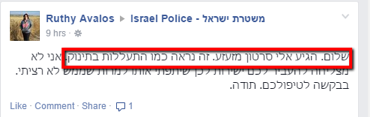 Ruthy Avalos ▸ Israel Police - משטרת ישראל
9 hrs ·
שלום. הגיע אלי סרטון מזעזע. זה נראה כמו התעללות בתינוק. אני לא
מצליחה להעביר לכם ישירות לכן שיתפתי אותו למרות שממש לא רציתי.
בבקשה לטיפולכם. תודה.
Like · Comment · Share · 1